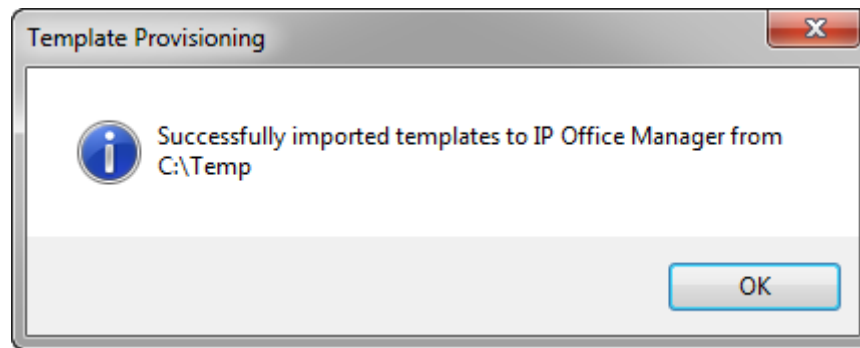 Template Provisioning
Successfully imported templates to IP Office Manager from
C:\Temp
OK